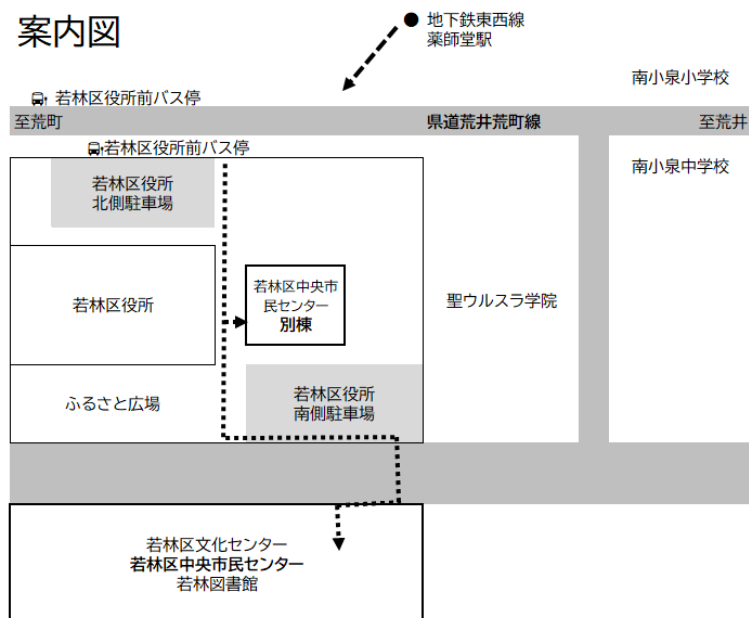 案内図
地下鉄東西線
薬師堂駅
南小泉小学校
若林区役所前バス停
至荒町
県道荒井荒町線
至荒井
若林区役所前バス停
南小泉中学校
若林区役所
北側駐車場
若林区中央市
民センター
別棟
若林区役所
聖ウルスラ学院
ふるさと広場
若林区役所
南側駐車場
若林区文化センター
若林区中央市民センター
若林図書館